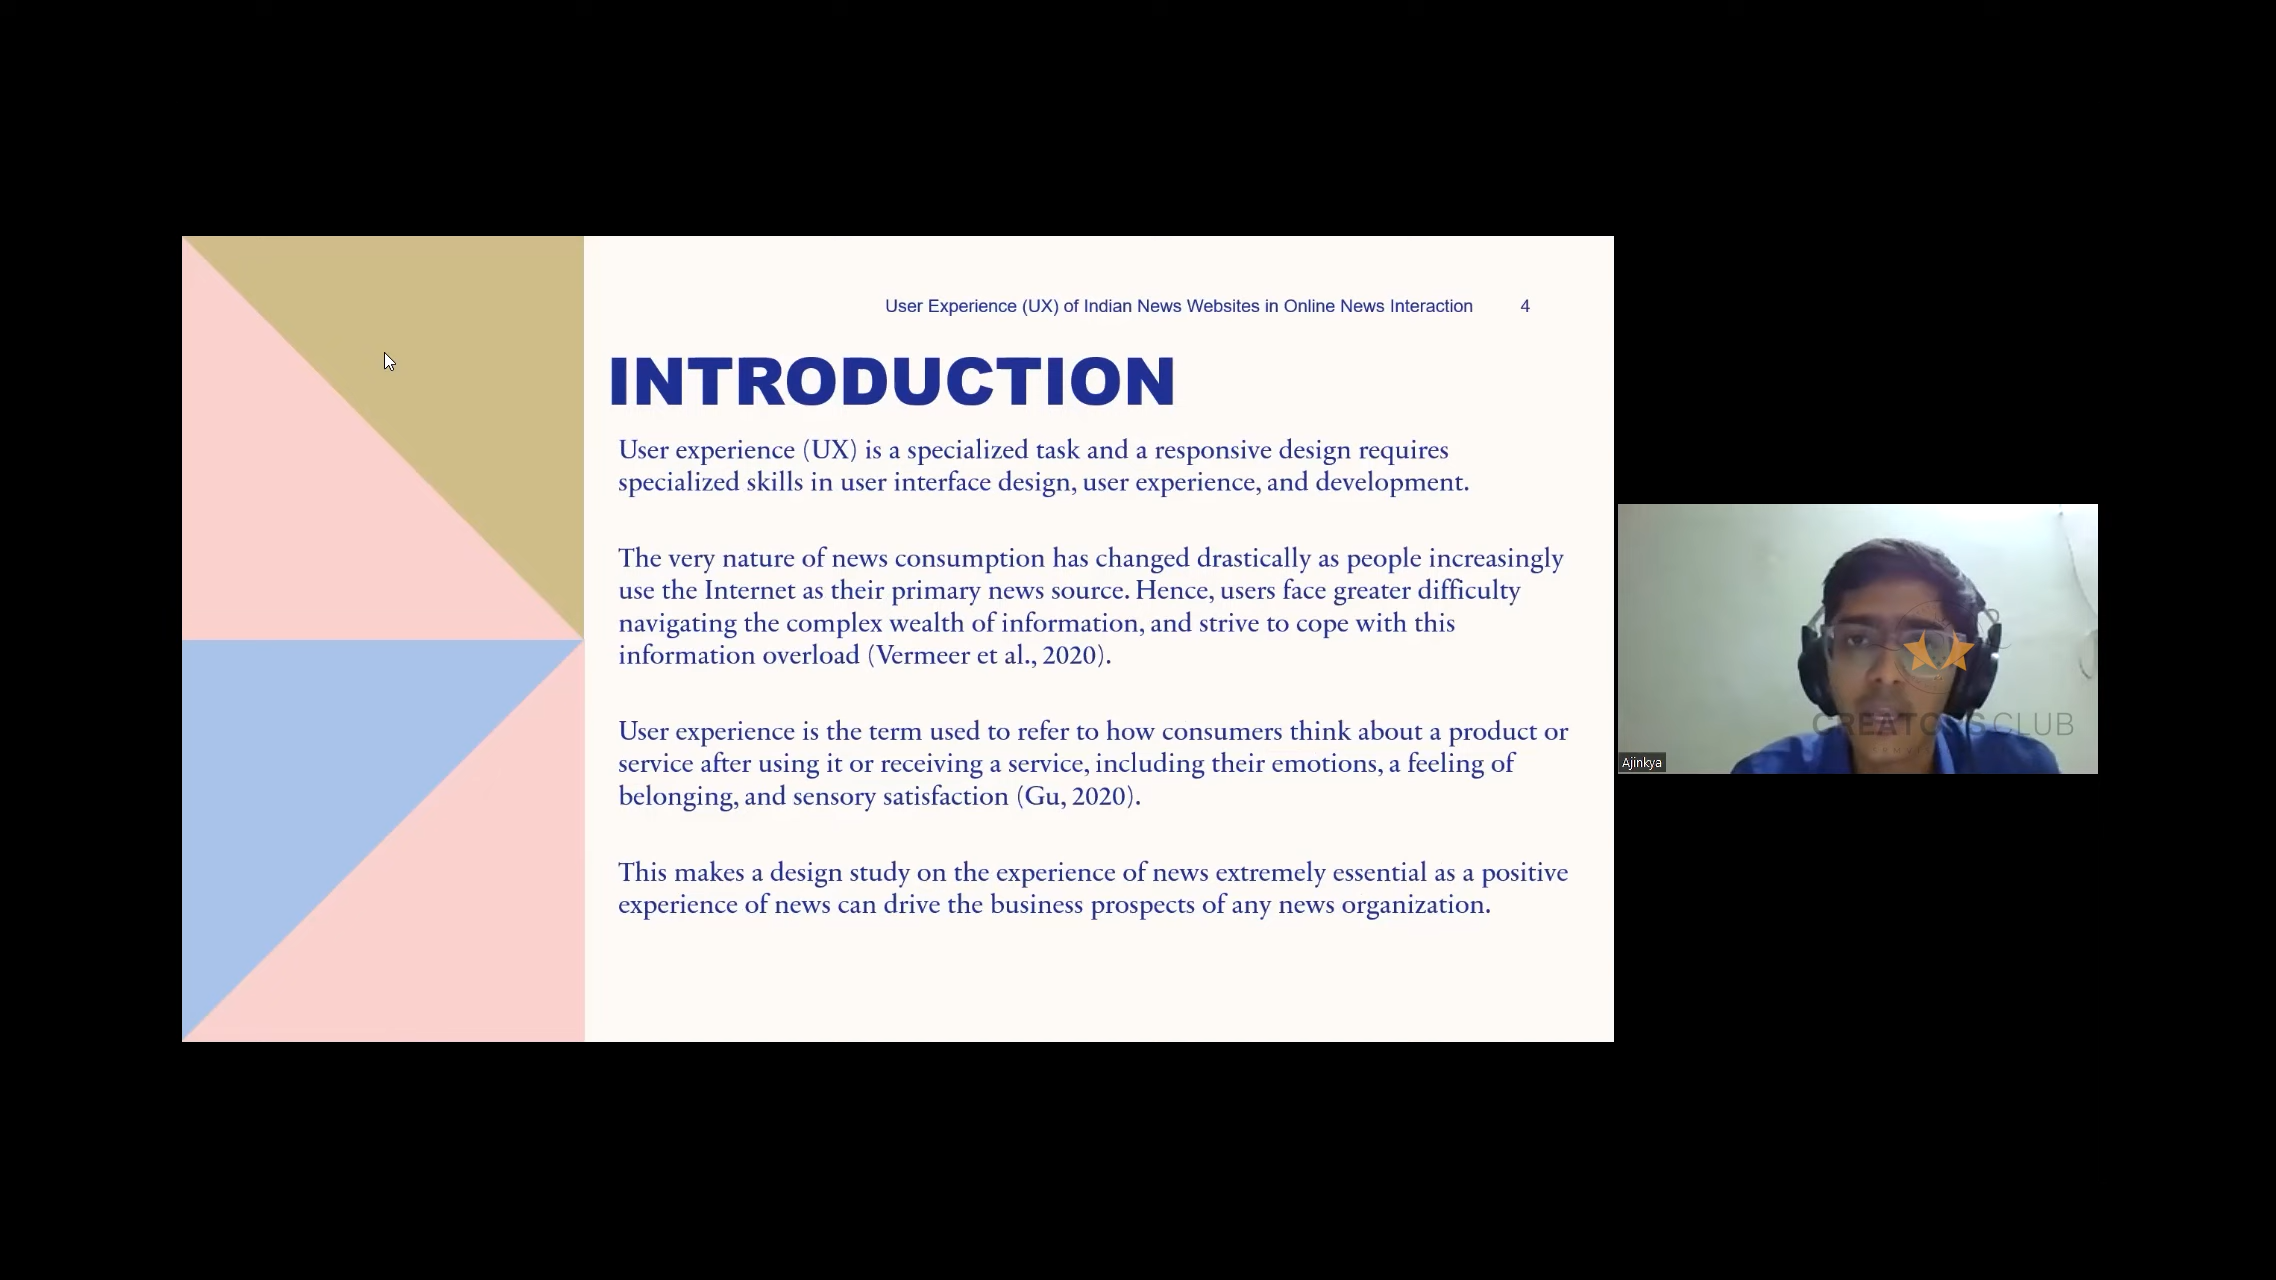 User Experience (UX) of Indian News Websites in Online News Interaction 4
INTRODUCTION
User experience (UX) is a specialized task and a responsive design requires
specialized skills in user interface design, user experience, and development.
The very nature of news consumption has changed drastically as people increasingly
use the Internet as their primary news source. Hence, users face greater difficulty
navigating the complex wealth of information, and strive to cope with this
information overload (Vermeer et al., 2020).
User experience is the term used to refer to how consumers think about a product or
service after using it or receiving a service, including their emotions, a feeling of
belonging, and sensory satisfaction (Gu, 2020).
This makes a design study on the experience of news extremely essential as a positive
experience of news can drive the business prospects of any news organization.
CREATORS CLUB
Ajinkya